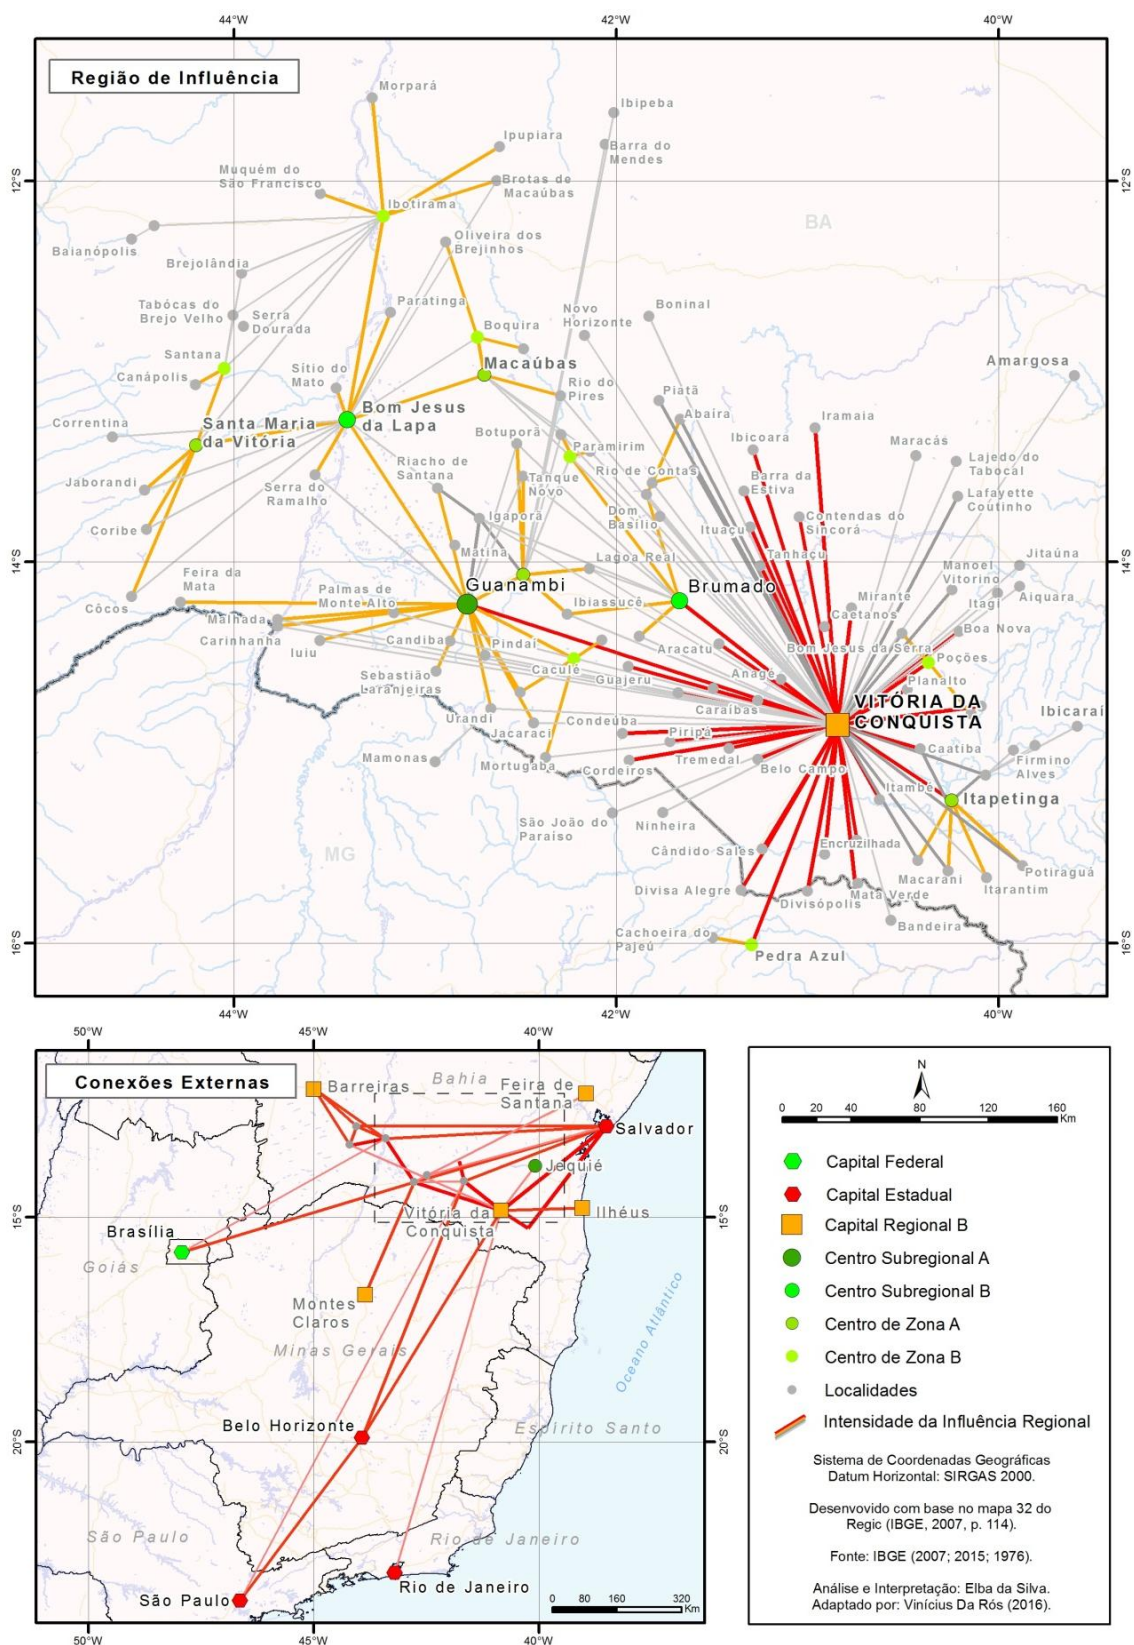 44°W
42°W
40°W
Região de Influência
Morpará
Ibipeba
Ipupiara
Barra do
Mendes
12°S
12°S
Muquém do
São Francisco
Brotas de
Macaúbas
Ibotirama
BA
Oliveira dos
Brejinhos
Baianópolis
Brejolândia
Tabócas do
Brejo Velho
Serra
Dourada
Paratinga
Novo
Horizonte
Boninal
Boquira
Santana
Canápolis
Sítio do
Mato
Macaúbas
Amargosa
Rio do
Pires
Piatã
Abaíra
Iramaia
Correntina
Santa Maria
da Vitória
Bom Jesus
da Lapa
Botuporã
Paramirim
Ibicoara
Maracás
Riacho de
Santana
Rio de Contas
Barra da
Estiva
Lajedo do
Tabocal
Jaborandi
Serra do
Ramalho
Tanque
Novo
Lafayette
Coutinho
Coribe
Igaporã
Dom
Basílio
Ituaçu
Contendas do
Sincorá
14°S
14°S
Matina
Lagoa Real
Tanhaçu
Jitaúna
Feira da
Mata
Guanambi
Brumado
Manoel
Vitorino
Côcos
Palmas de
Monte Alto
Ibiassucê
Mirante
Itagi
Aiquara
Malhada
Caetanos
Boa Nova
Carinhanha
Iuiu
Candiba
Pindai
Aracatu
Bom Jesus da Serra
Poções
Caculé
Guajeru
Anagé
Planalto
Sebastião
Laranjeiras
Caraíbas
VITÓRIA DA
CONQUISTA
Ibicaraí
Urandi
Jacaraci
Condeúba
Piripá
Caatiba
Firmino
Alves
Mamonas
Mortugaba
Cordeiros
Tremedal
Belo Campo
Itambé
Itapetinga
São João do
Paraíso
Ninheira
MG
Cândido Sales
Encruzilhada
Macarani
Potiraguá
Itarantim
Divisa Alegre
Divisópolis
Mata Verde
Bandeira
16°S
16°S
Cachoeira do
Pajeú
Pedra Azul
44°W
42°W
40°W
50°W
45°W
40°W
Conexões Externas
Barreiras
Bahia
Feira de
Santana
Salvador
Jequié
15°S
15°S
Vitória da
Conquista
Ilhéus
Brasília
Goiás
Montes
Claros
Minas Gerais
Oceano Atlântico
Belo Horizonte
Espírito Santo
20°S
20°S
São Paulo
Rio de Janeiro
São Paulo
Rio de Janeiro
0 80 160 320
Km
50°W
45°W
40°W
N
0 20 40 80 120 160
Km
Capital Federal
Capital Estadual
Capital Regional B
Centro Subregional A
Centro Subregional B
Centro de Zona A
Centro de Zona B
Localidades
Intensidade da Influência Regional
Sistema de Coordenadas Geográficas
Datum Horizontal: SIRGAS 2000.
Desenvovido com base no mapa 32 do
Regic (IBGE, 2007, p. 114).
Fonte: IBGE (2007; 2015; 1976).
Análise e Interpretação: Elba da Silva.
Adaptado por: Vinícius Da Rós (2016).